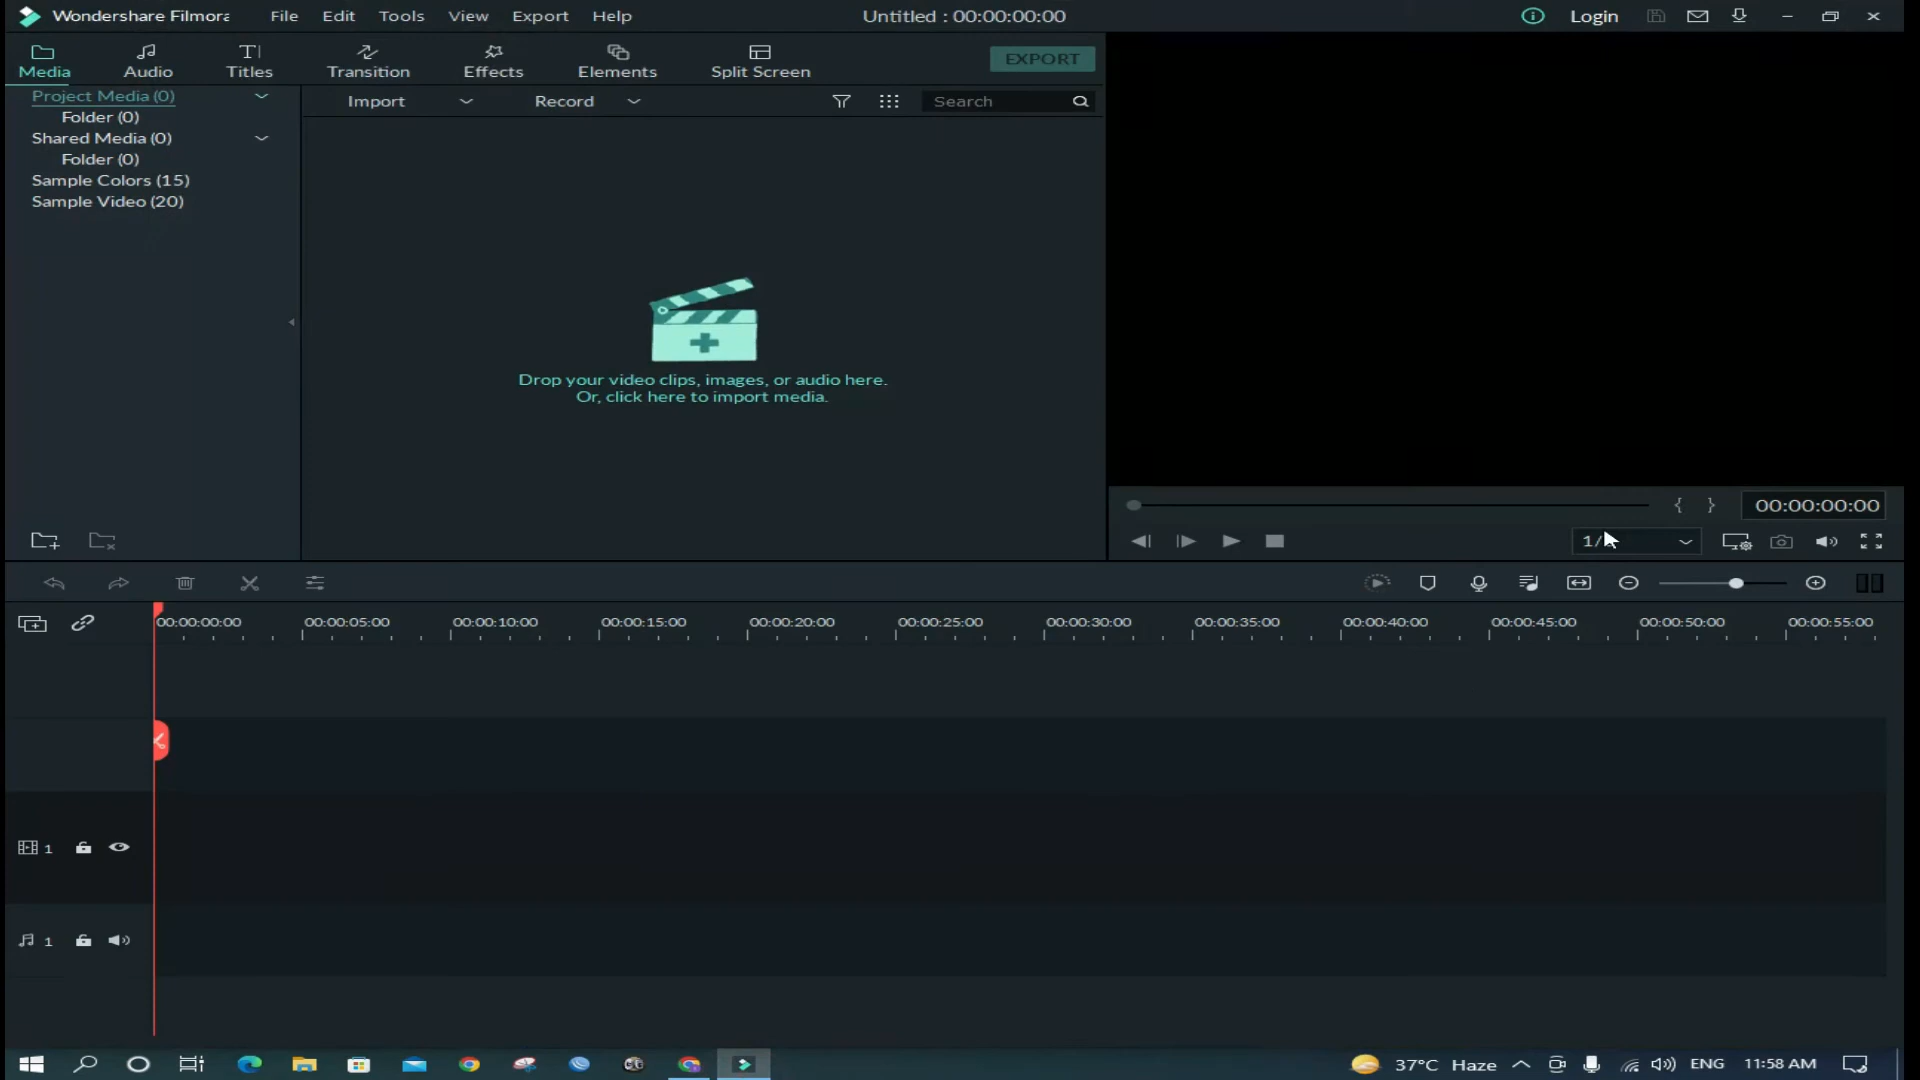 Wondershare Filmora File Edit Tools View Export Help Untitled : 00:00:00:00 Login
Media Audio Titles Transition Effects Elements Split Screen EXPORT
Project Media (0)
Folder (0)
Shared Media (0)
Folder (0)
Sample Colors (15)
Sample Video (20)
Import Record Search
Drop your video clips, images, or audio here.
Or, click here to import media.
{ } 00:00:00:00
00:00:00:00 00:00:05:00 00:00:10:00 00:00:15:00 00:00:20:00 00:00:25:00 00:00:30:00 00:00:35:00 00:00:40:00 00:00:45:00 00:00:50:00 00:00:55:00
1
1
37°C Haze ENG 11:58 AM